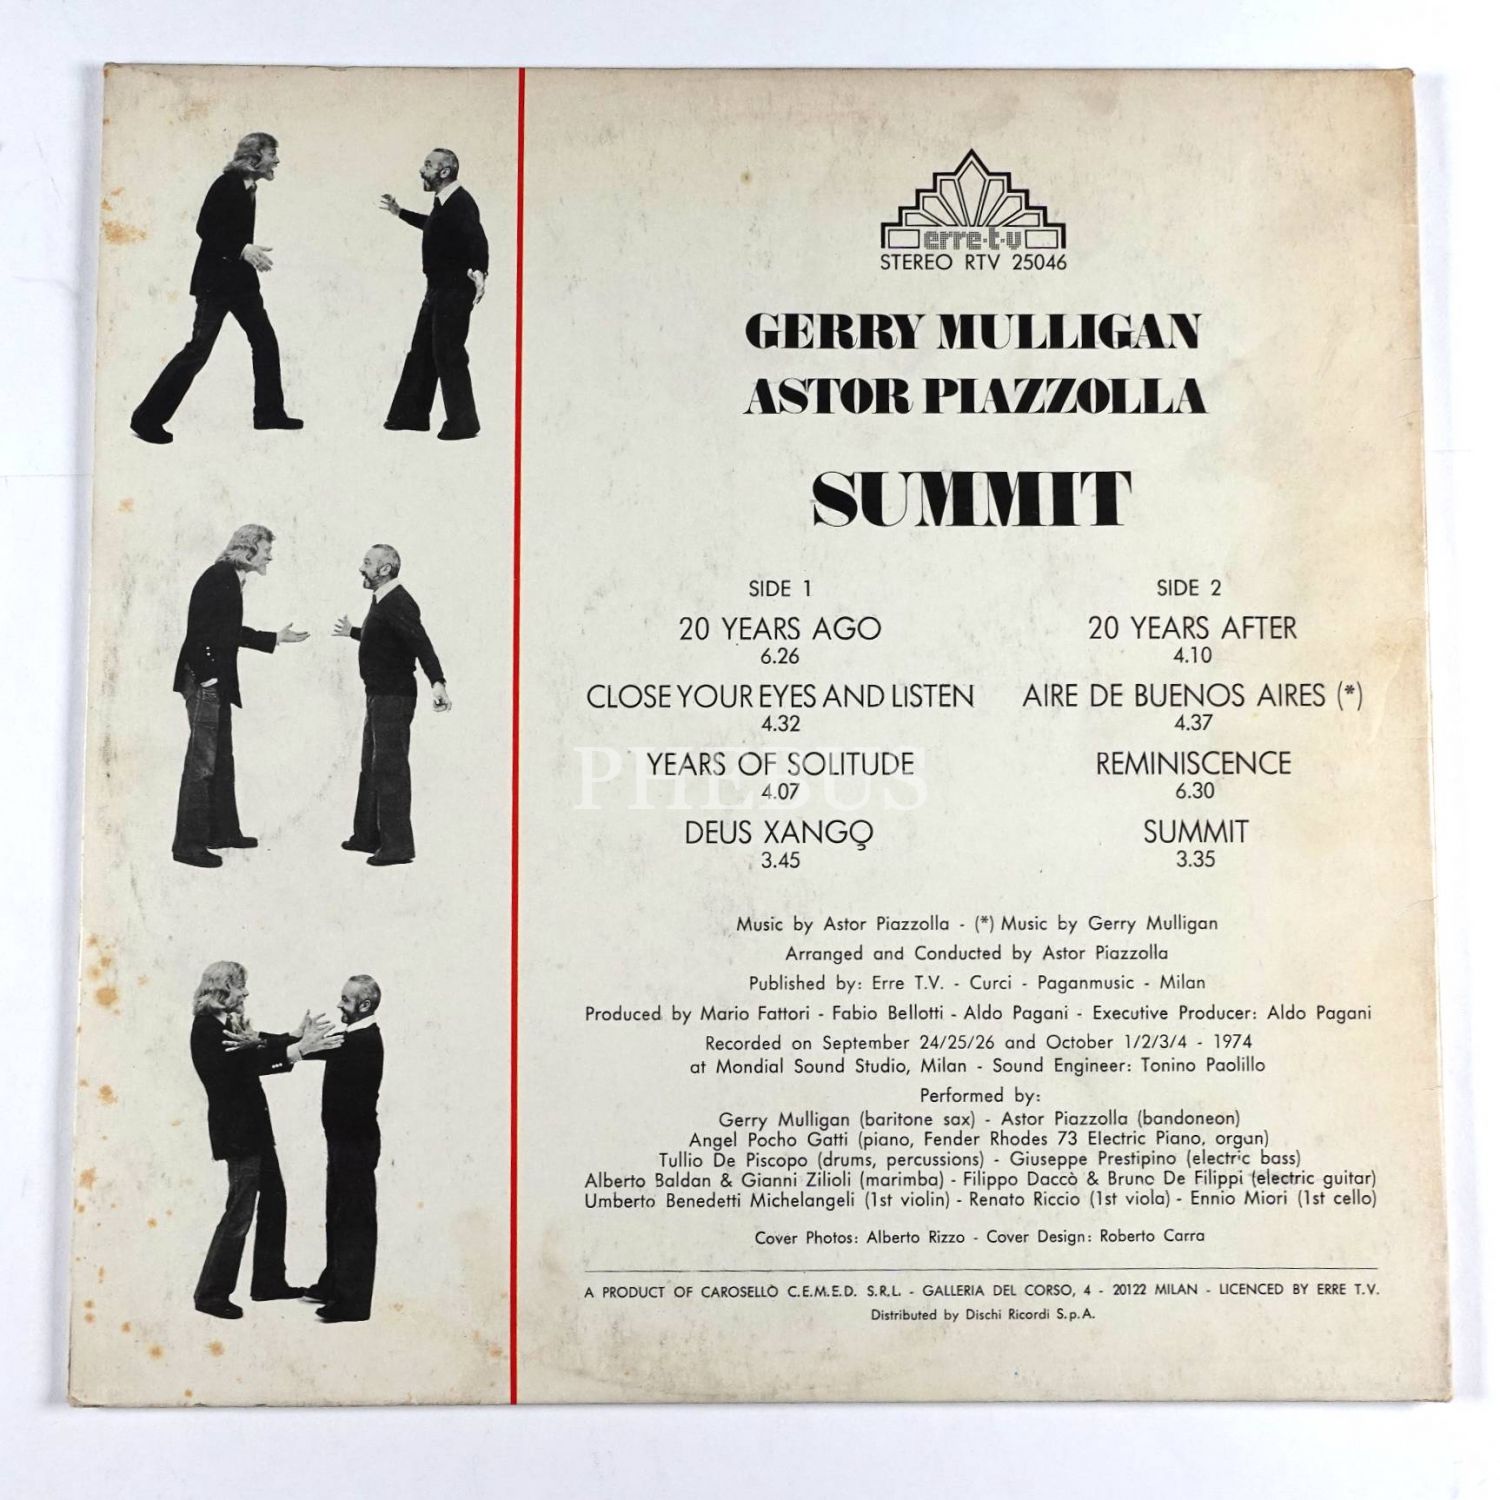 erre·t·v
STEREO RTV 25046
GERRY MULLIGAN
ASTOR PIAZZOLLA
SUMMIT
SIDE 1
20 YEARS AGO
6.26
CLOSE YOUR EYES AND LISTEN
4.32
YEARS OF SOLITUDE
4.07
DEUS XANGO̧
3.45
SIDE 2
20 YEARS AFTER
4.10
AIRE DE BUENOS AIRES (*)
4.37
REMINISCENCE
6.30
SUMMIT
3.35
PHEBUS
Music by Astor Piazzolla - (*) Music by Gerry Mulligan
Arranged and Conducted by Astor Piazzolla
Published by: Erre T.V. - Curci - Paganmusic - Milan
Produced by Mario Fattori - Fabio Bellotti - Aldo Pagani - Executive Producer: Aldo Pagani
Recorded on September 24/25/26 and October 1/2/3/4 - 1974
at Mondial Sound Studio, Milan - Sound Engineer: Tonino Paolillo
Performed by:
Gerry Mulligan (baritone sax) - Astor Piazzolla (bandoneon)
Angel Pocho Gatti (piano, Fender Rhodes 73 Electric Piano, organ)
Tullio De Piscopo (drums, percussions) - Giuseppe Prestipino (electric bass)
Alberto Baldan & Gianni Zilioli (marimba) - Filippo Daccò & Bruno De Filippi (electric guitar)
Umberto Benedetti Michelangeli (1st violin) - Renato Riccio (1st viola) - Ennio Miori (1st cello)
Cover Photos: Alberto Rizzo - Cover Design: Roberto Carra
A PRODUCT OF CAROSELLO C.E.M.E.D. S.R.L. - GALLERIA DEL CORSO, 4 - 20122 MILAN - LICENCED BY ERRE T.V.
Distributed by Dischi Ricordi S.p.A.